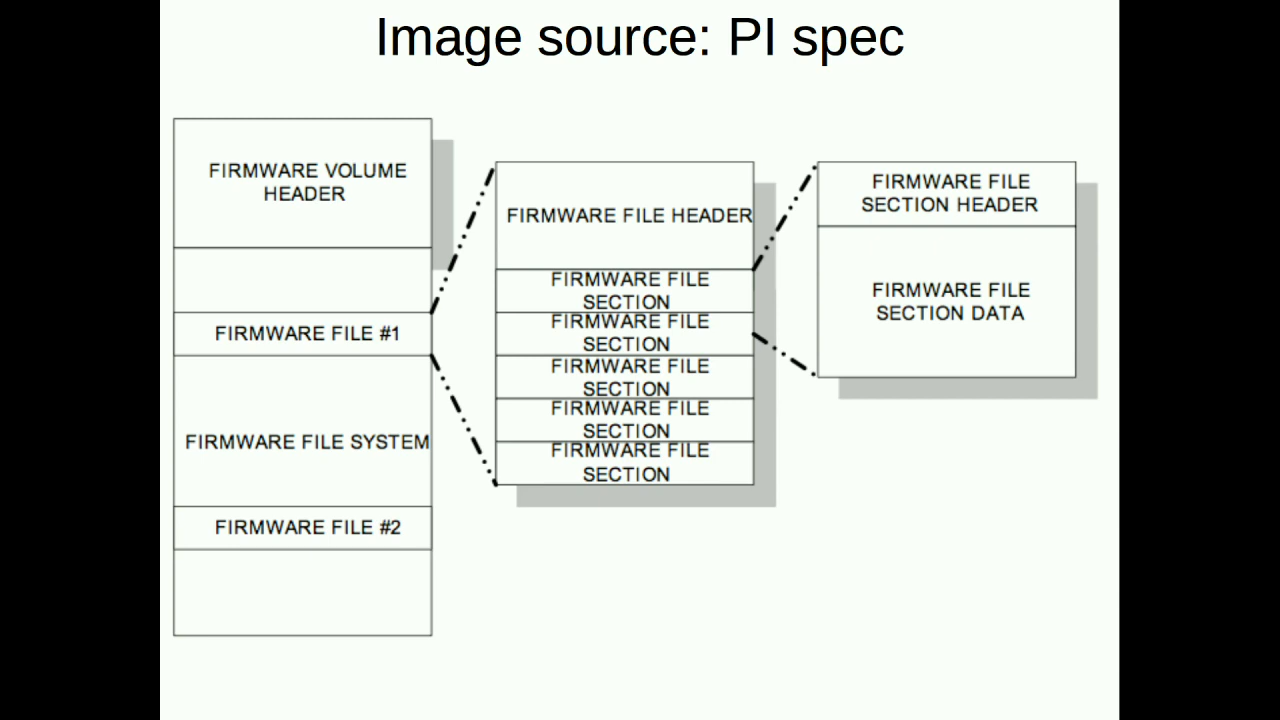 Image source: PI spec
FIRMWARE VOLUME
HEADER
FIRMWARE FILE #1
FIRMWARE FILE SYSTEM
FIRMWARE FILE #2
FIRMWARE FILE HEADER
FIRMWARE FILE
SECTION
FIRMWARE FILE
SECTION
FIRMWARE FILE
SECTION
FIRMWARE FILE
SECTION
FIRMWARE FILE
SECTION
FIRMWARE FILE
SECTION HEADER
FIRMWARE FILE
SECTION DATA